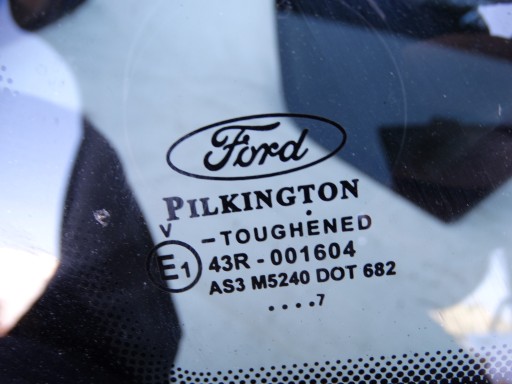 Ford
PILKINGTON
V
-TOUGHENED
E1 43R - 001604
AS3 M5240 DOT 682
....7